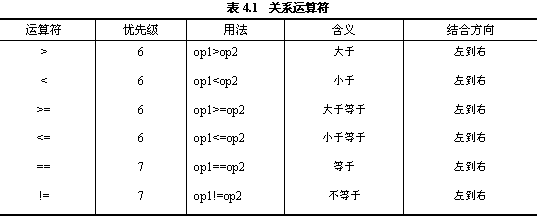 表 4.1 关系运算符
运算符 优先级 用法 含义 结合方向
> 6 op1>op2 大于 左到右
< 6 op1<op2 小于 左到右
>= 6 op1>=op2 大于等于 左到右
<= 6 op1<=op2 小于等于 左到右
== 7 op1==op2 等于 左到右
!= 7 op1!=op2 不等于 左到右